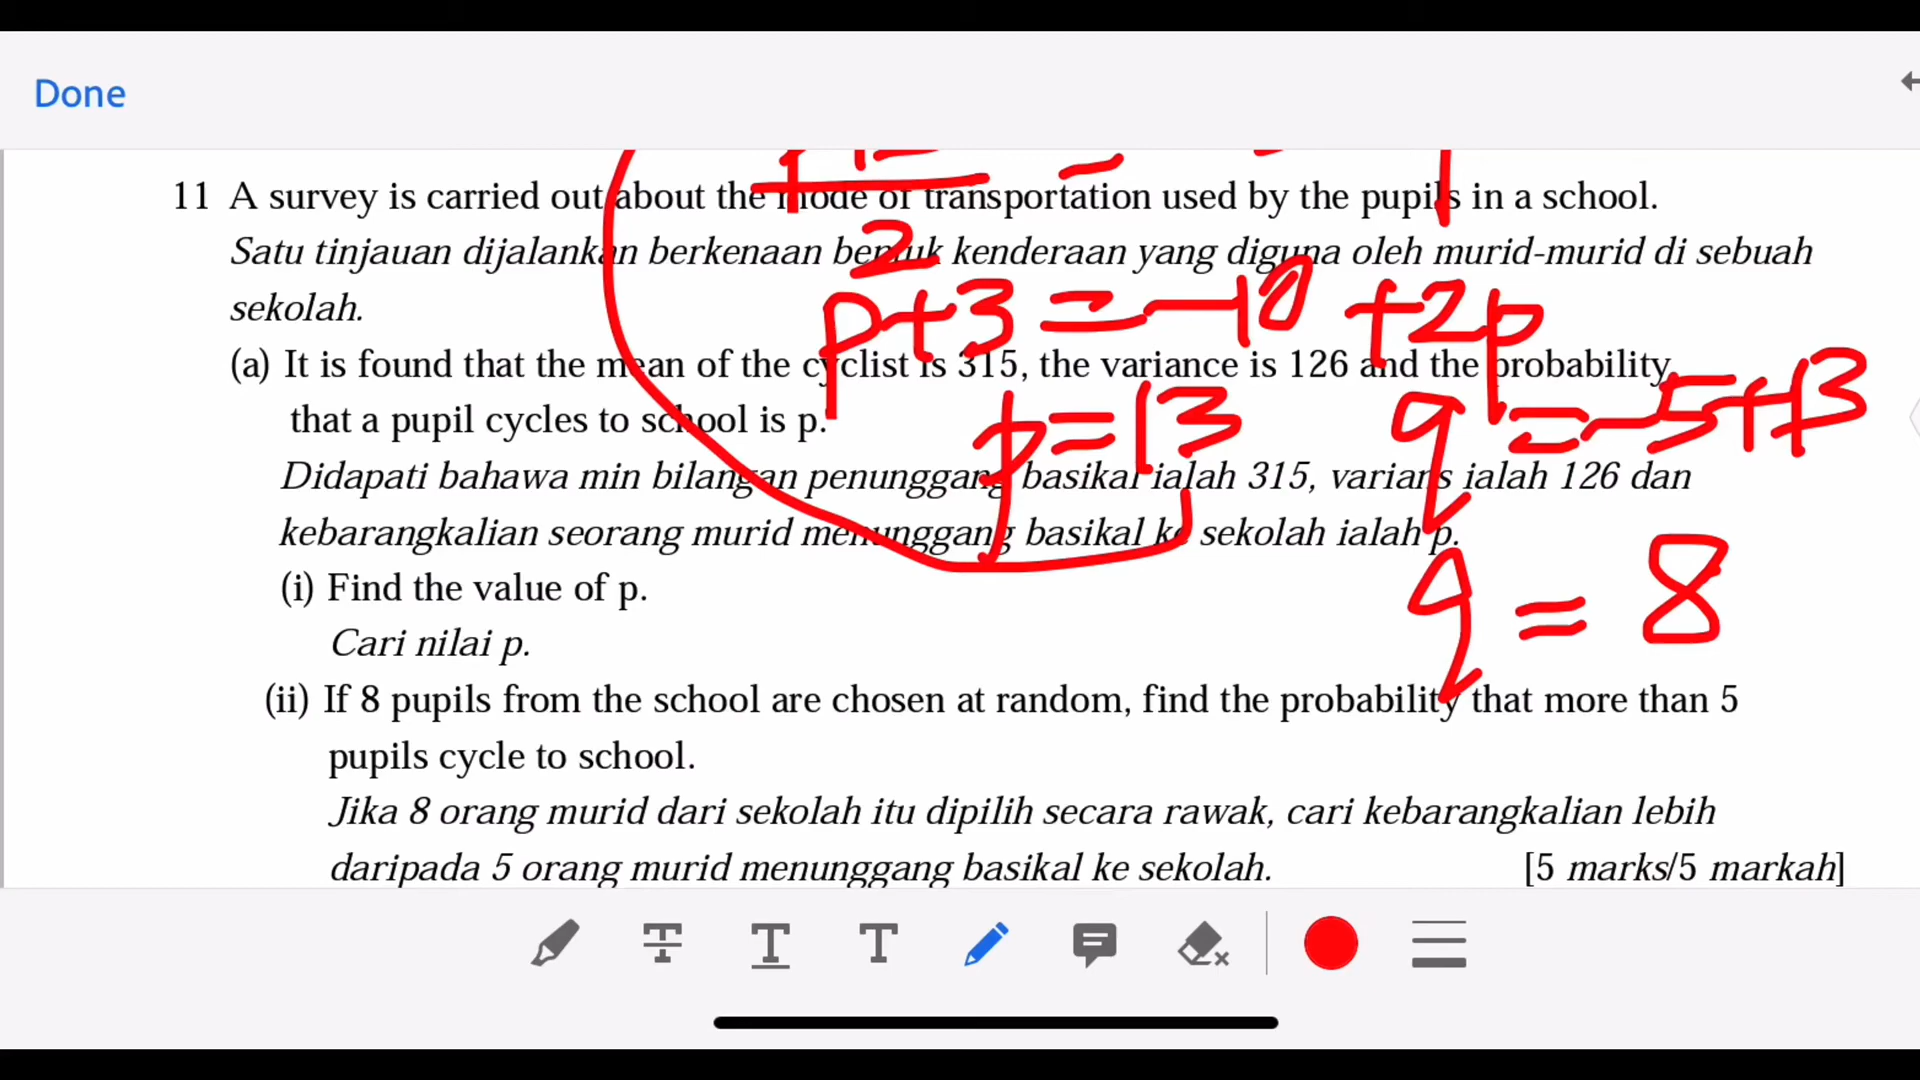 Done
11 A survey is carried out about the mode of transportation used by the pupils in a school.
Satu tinjauan dijalankan berkenaan bentuk kenderaan yang diguna oleh murid-murid di sebuah
sekolah.
2
p+3 = -10 +2p
(a) It is found that the mean of the cyclist is 315, the variance is 126 and the probability
that a pupil cycles to school is p.
p=13
q = -5+13
Didapati bahawa min bilangan penunggang basikal ialah 315, varians ialah 126 dan
kebarangkalian seorang murid menunggang basikal ke sekolah ialah p.
(i) Find the value of p.
q = 8
Cari nilai p.
(ii) If 8 pupils from the school are chosen at random, find the probability that more than 5
pupils cycle to school.
Jika 8 orang murid dari sekolah itu dipilih secara rawak, cari kebarangkalian lebih
daripada 5 orang murid menunggang basikal ke sekolah.
[5 marks/5 markah]